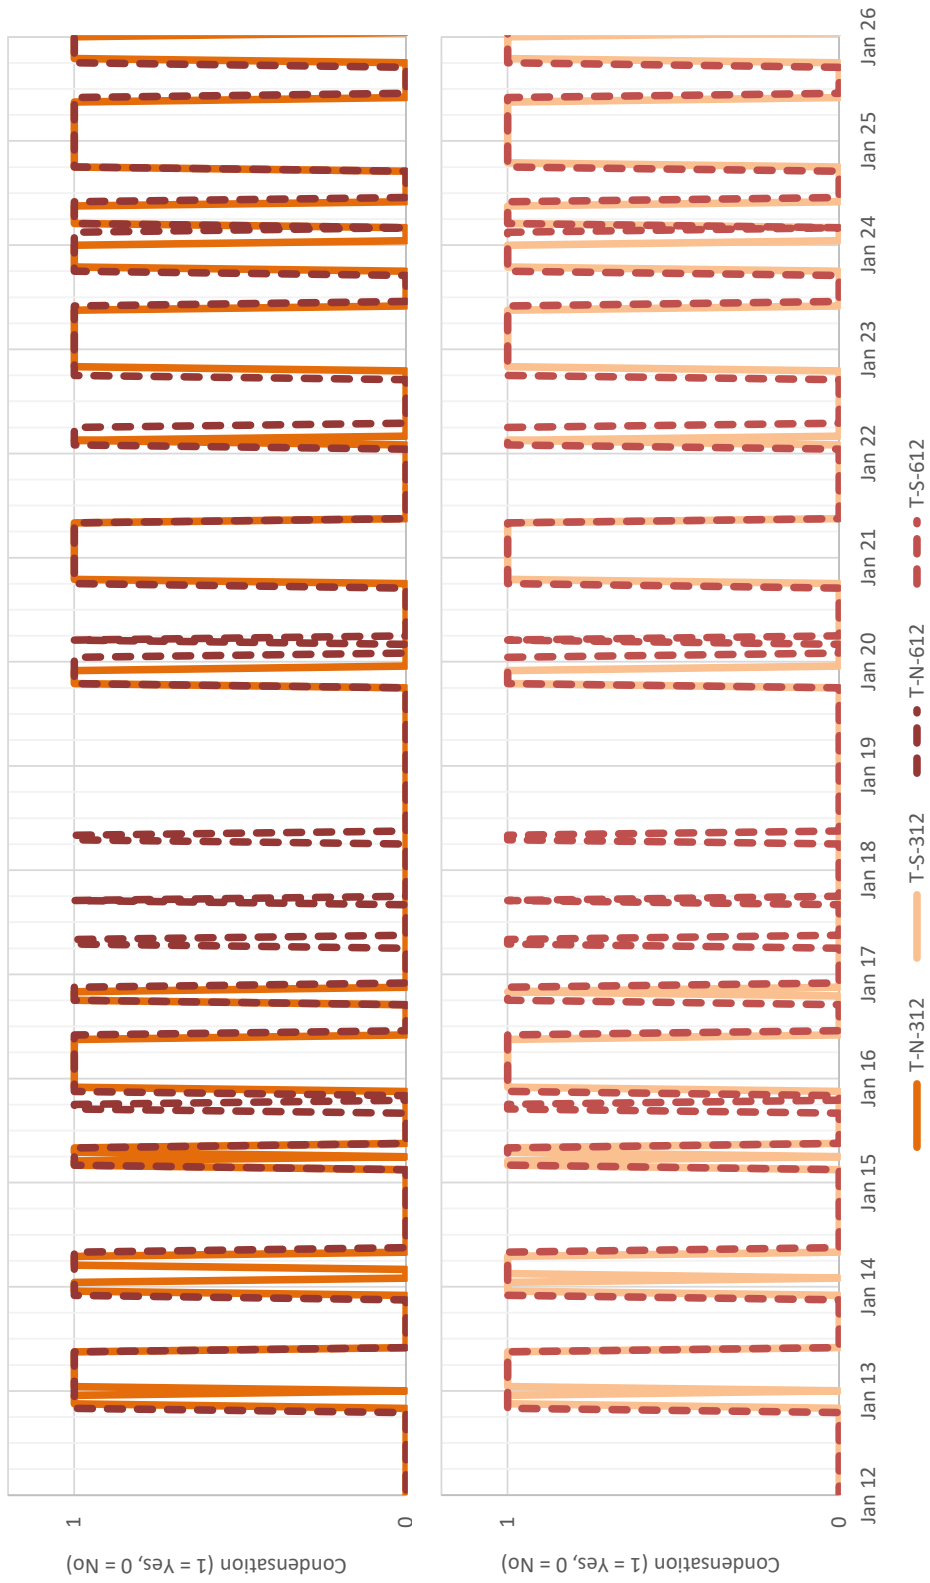 Condensation (1 = Yes, 0 = No)
1
0
Condensation (1 = Yes, 0 = No)
1
0
Jan 12
Jan 13
Jan 14
Jan 15
Jan 16
Jan 17
Jan 18
Jan 19
Jan 20
Jan 21
Jan 22
Jan 23
Jan 24
Jan 25
Jan 26
T-N-312
T-S-312
T-N-612
T-S-612